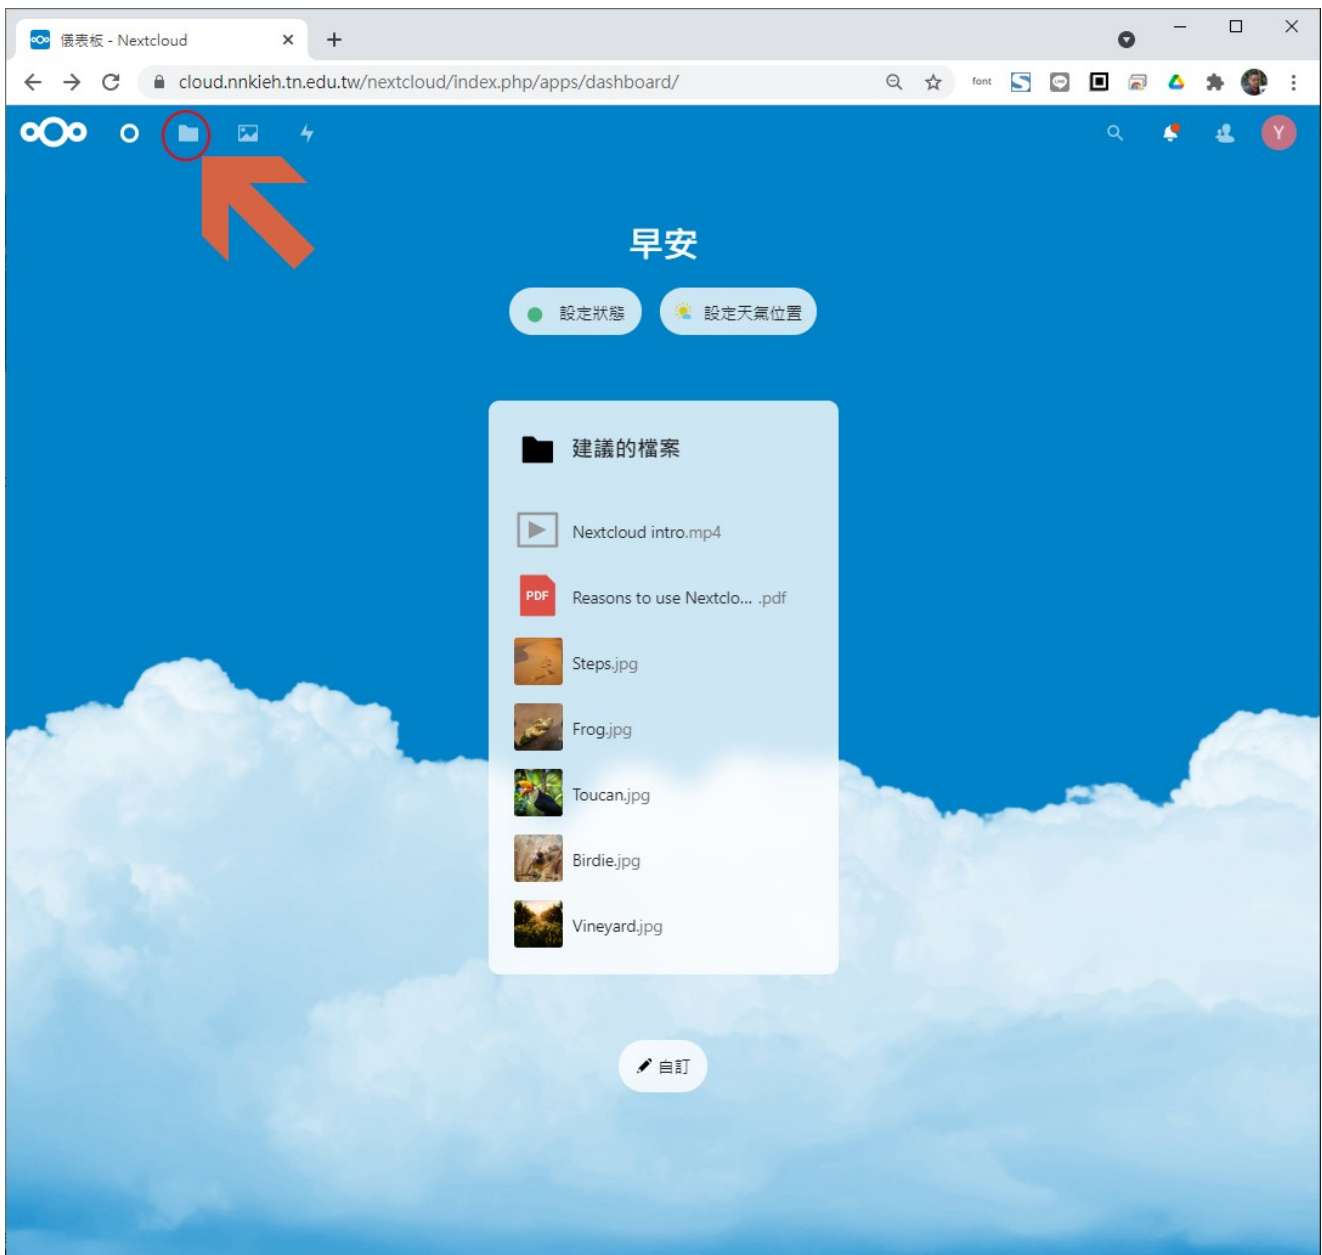 儀表板 - Nextcloud
cloud.nnkieh.tn.edu.tw/nextcloud/index.php/apps/dashboard/
font
Y
早安
設定狀態
設定天氣位置
建議的檔案
Nextcloud intro.mp4
PDF
Reasons to use Nextclo... .pdf
Steps.jpg
Frog.jpg
Toucan.jpg
Birdie.jpg
Vineyard.jpg
自訂